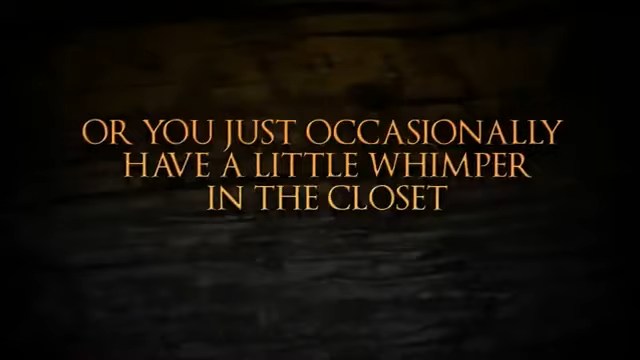 OR YOU JUST OCCASIONALLY
HAVE A LITTLE WHIMPER
IN THE CLOSET